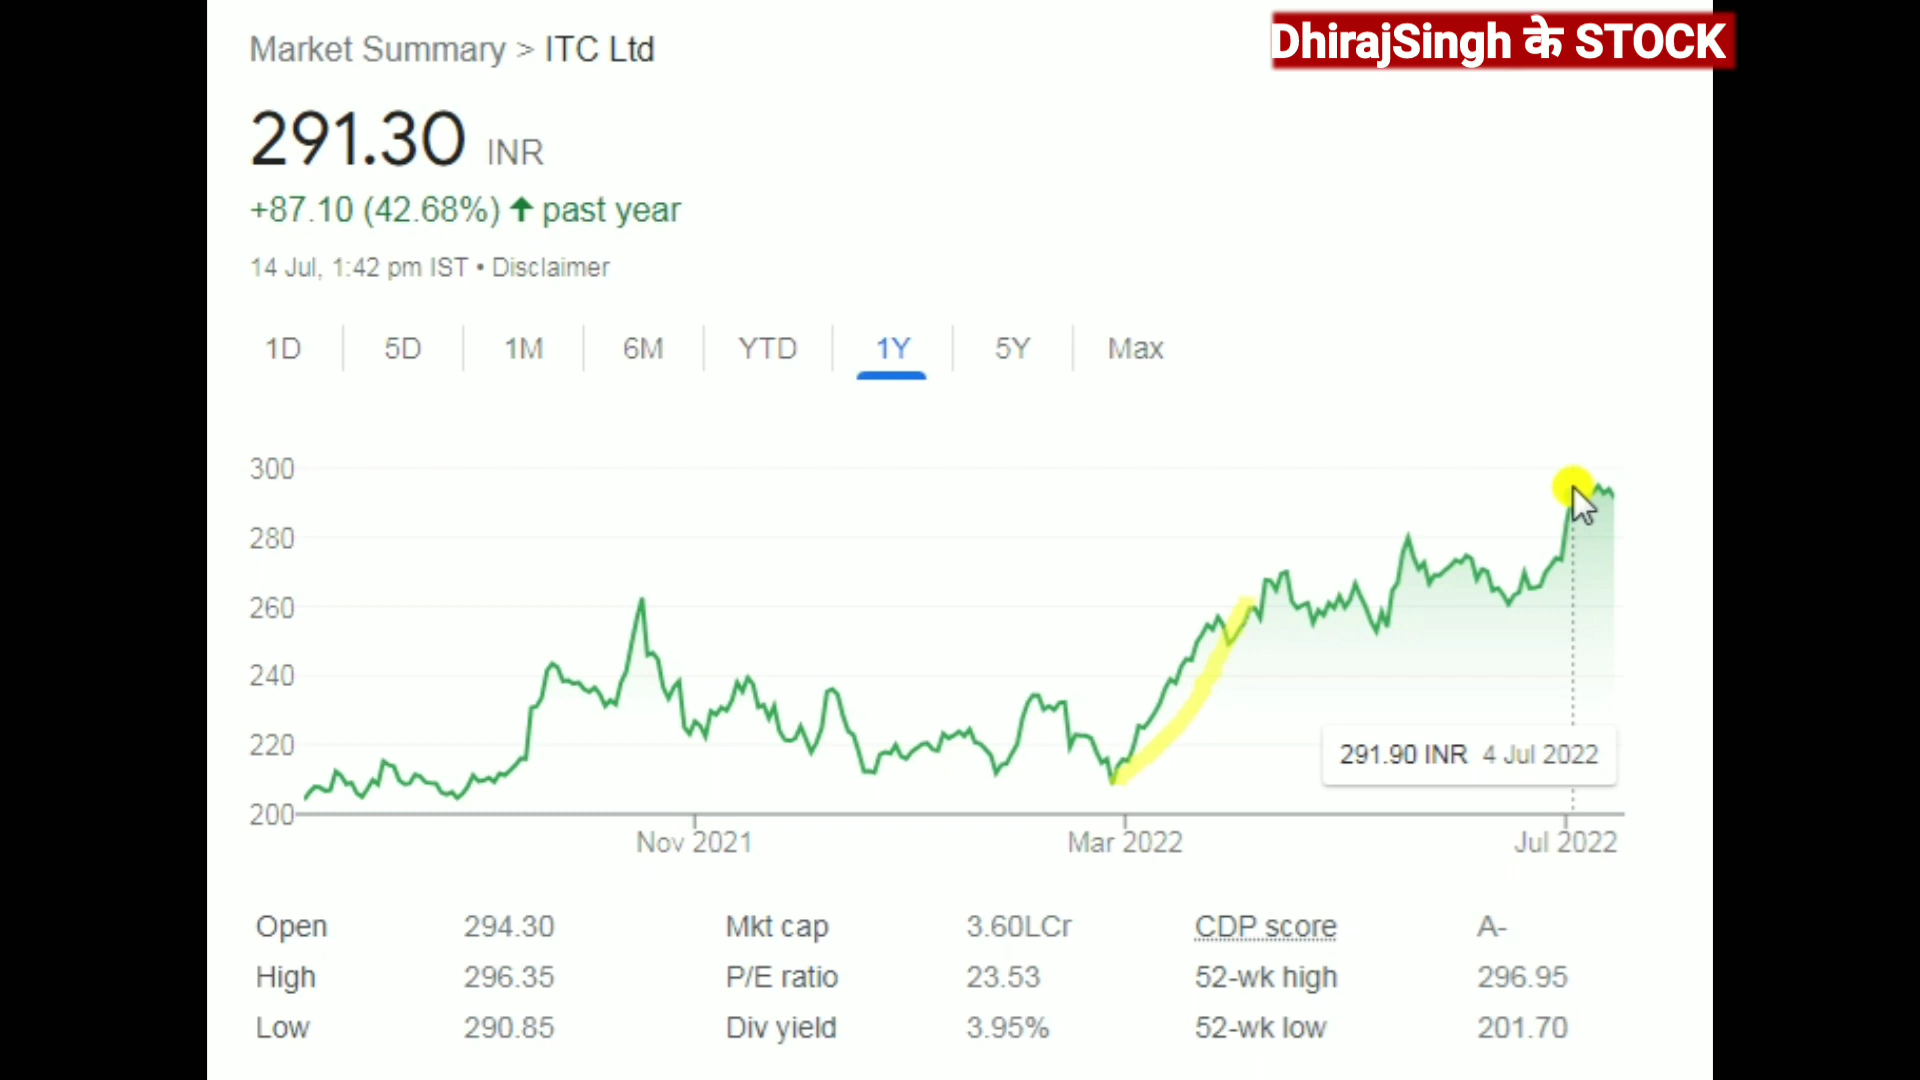 DhirajSingh के STOCK
Market Summary > ITC Ltd
291.30 INR
+87.10 (42.68%) ↑ past year
14 Jul, 1:42 pm IST • Disclaimer
1D 5D 1M 6M YTD 1Y 5Y Max
300
280
260
240
220
200
291.90 INR 4 Jul 2022
Nov 2021 Mar 2022 Jul 2022
Open 294.30 Mkt cap 3.60LCr CDP score A-
High 296.35 P/E ratio 23.53 52-wk high 296.95
Low 290.85 Div yield 3.95% 52-wk low 201.70